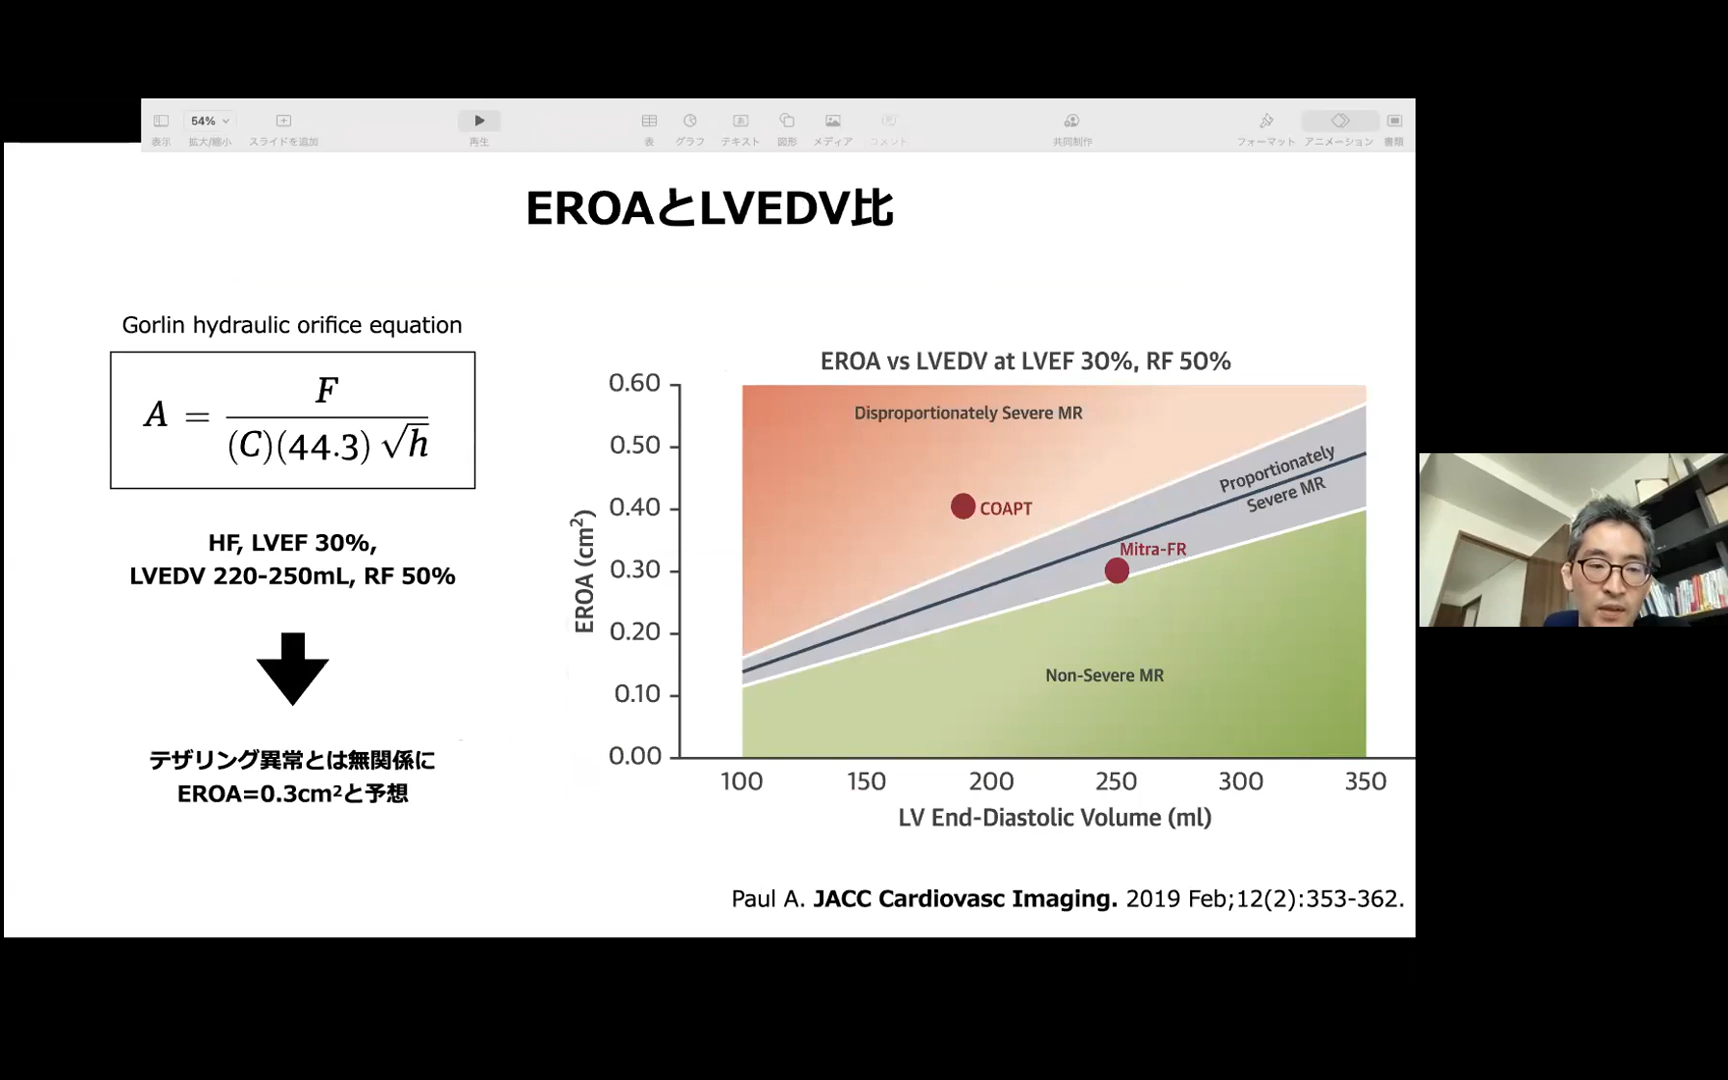 54%
表示
拡大/縮小
スライドを追加
再生
表
グラフ
テキスト
図形
メディア
コメント
共同制作
フォーマット
アニメーション
書類
EROAとLVEDV比
Gorlin hydraulic orifice equation
A = F / (C)(44.3) √h
HF, LVEF 30%,
LVEDV 220-250mL, RF 50%
テザリング異常とは無関係に
EROA=0.3cm²と予想
EROA vs LVEDV at LVEF 30%, RF 50%
0.60
0.50
0.40
0.30
0.20
0.10
0.00
EROA (cm²)
Disproportionately Severe MR
Proportionately
Severe MR
COAPT
Mitra-FR
Non-Severe MR
100 150 200 250 300 350
LV End-Diastolic Volume (ml)
Paul A. JACC Cardiovasc Imaging. 2019 Feb;12(2):353-362.